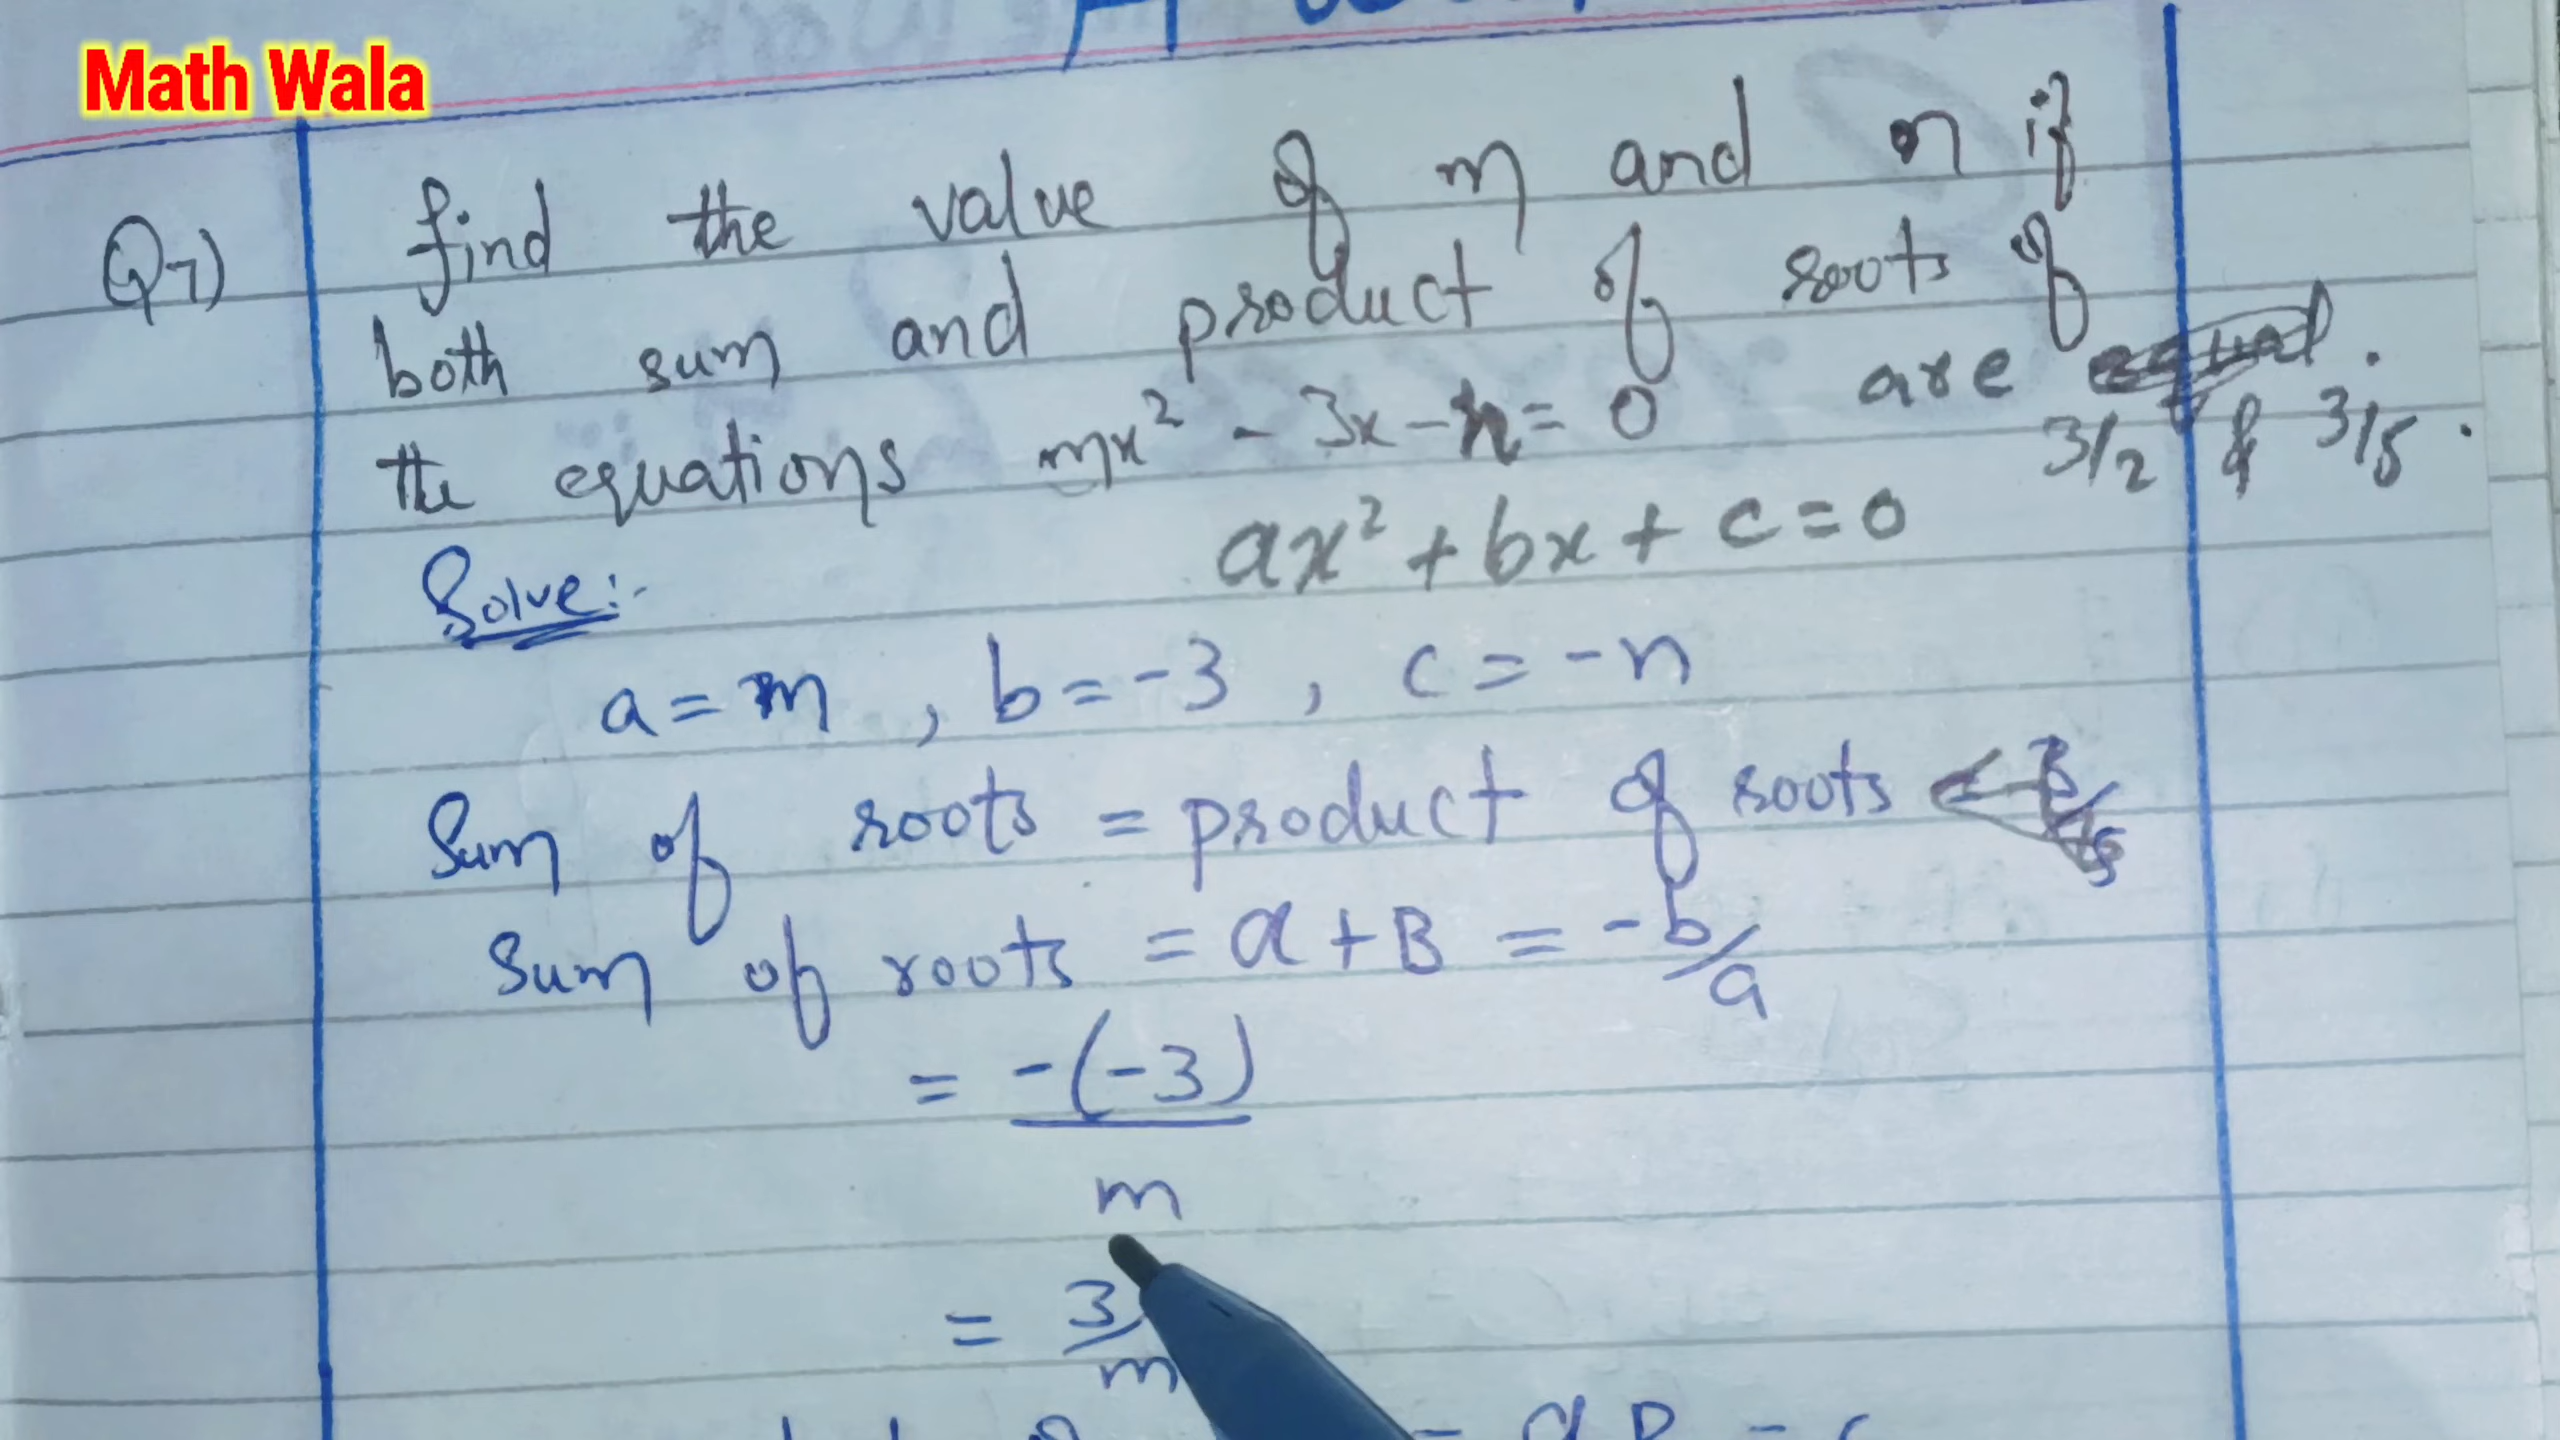 Math Wala
Q7) find the value of m and n if
both sum and product of roots of
the equations mx² - 3x - n = 0 are
3/2 & 3/5.
ax² + bx + c = 0
Solve:-
a = m , b = -3 , c = -n
Sum of roots = product of roots
Sum of roots = α + B = -b/a
= -(-3)
m
= 3/m